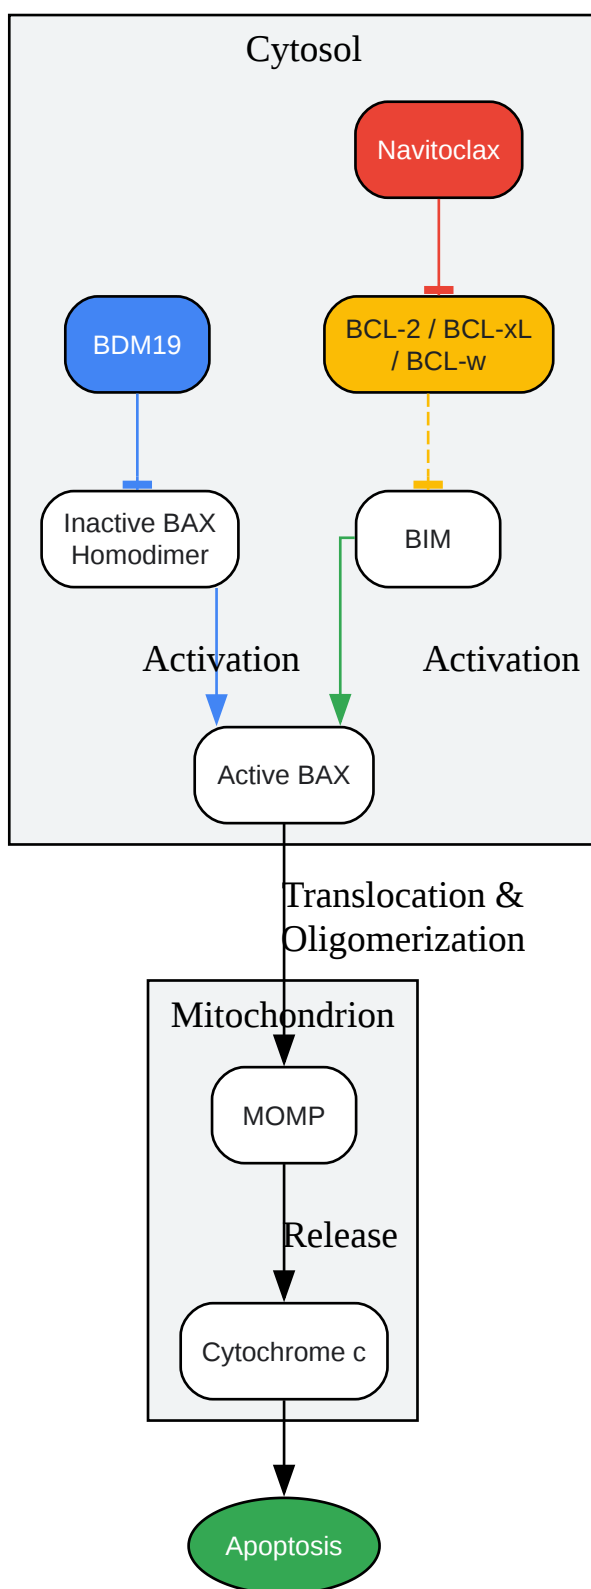 Cytosol
Navitoclax
BDM19
BCL-2 / BCL-xL
/ BCL-w
Inactive BAX
Homodimer
BIM
Activation
Activation
Active BAX
Translocation &
Oligomerization
Mitochondrion
MOMP
Release
Cytochrome c
Apoptosis